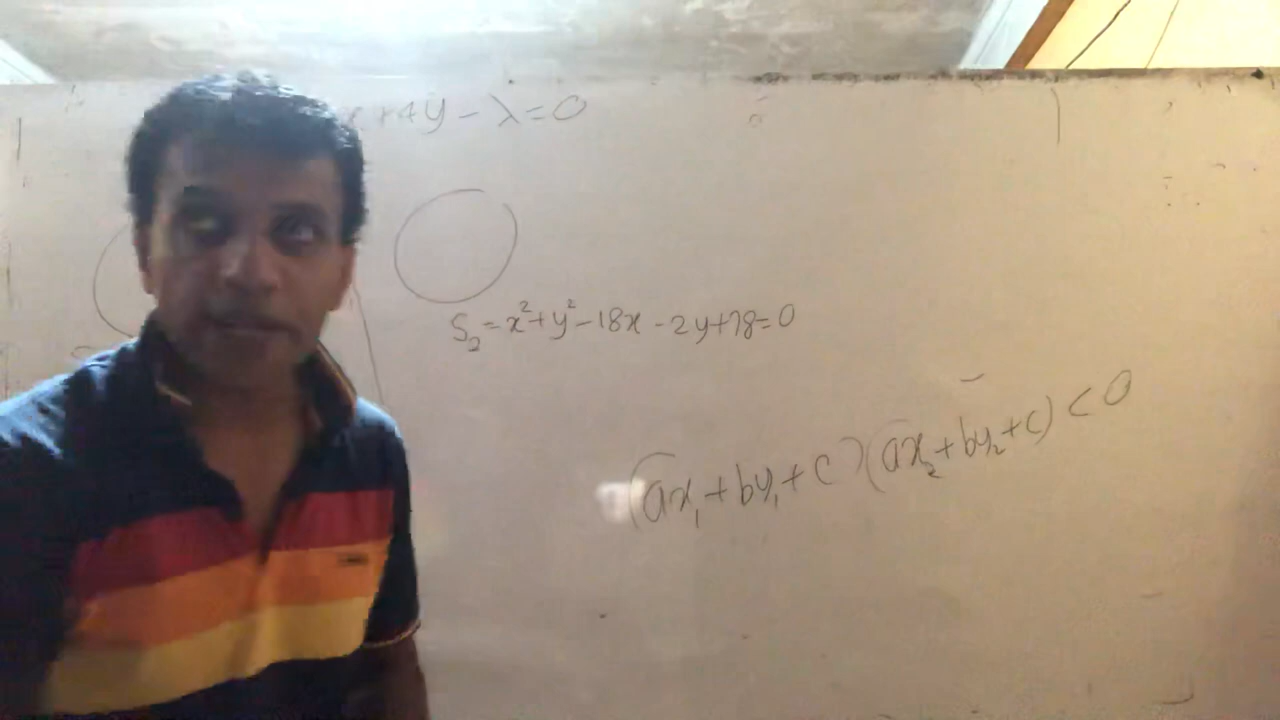 x+4y-λ=0
S₂=x²+y²-18x-2y+78=0
(ax₁+by₁+c)(ax₂+by₂+c)<0